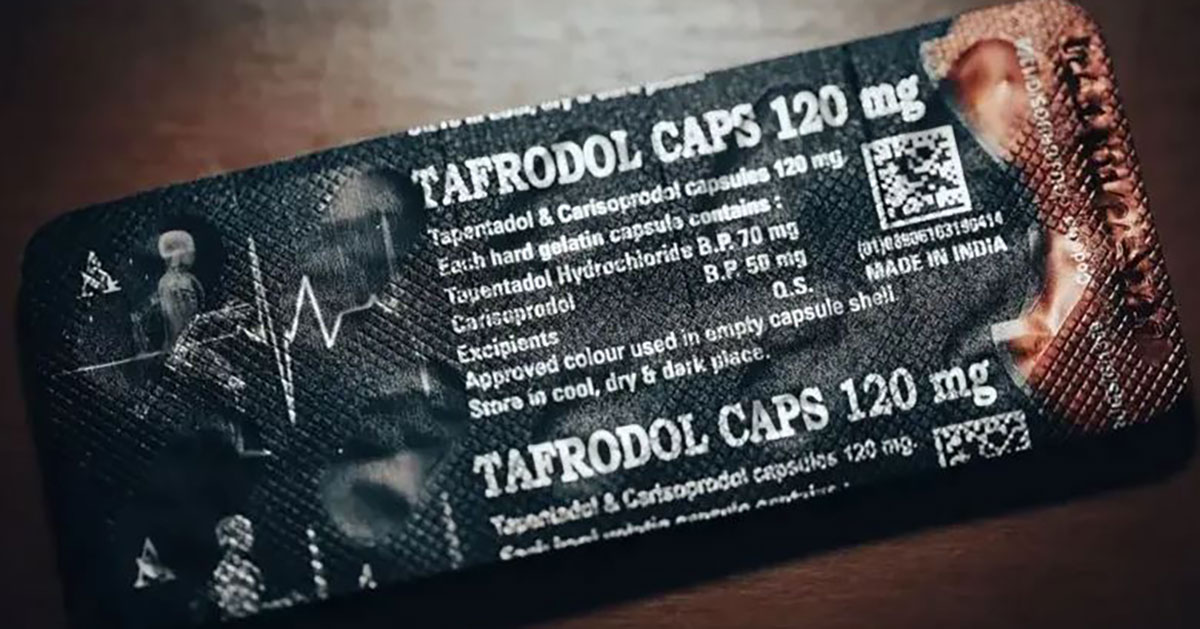 TAFRODOL CAPS 120 mg
Tapentadol & Carisoprodol capsules 120 mg.
Each hard gelatin capsule contains :
Tapentadol Hydrochloride B.P. 70 mg
Carisoprodol B.P. 50 mg
Excipients Q.S.
Approved colour used in empty capsule shell.
Store in cool, dry & dark place.
MADE IN INDIA
TAFRODOL CAPS 120 mg
Tapentadol & Carisoprodol capsules 120 mg.